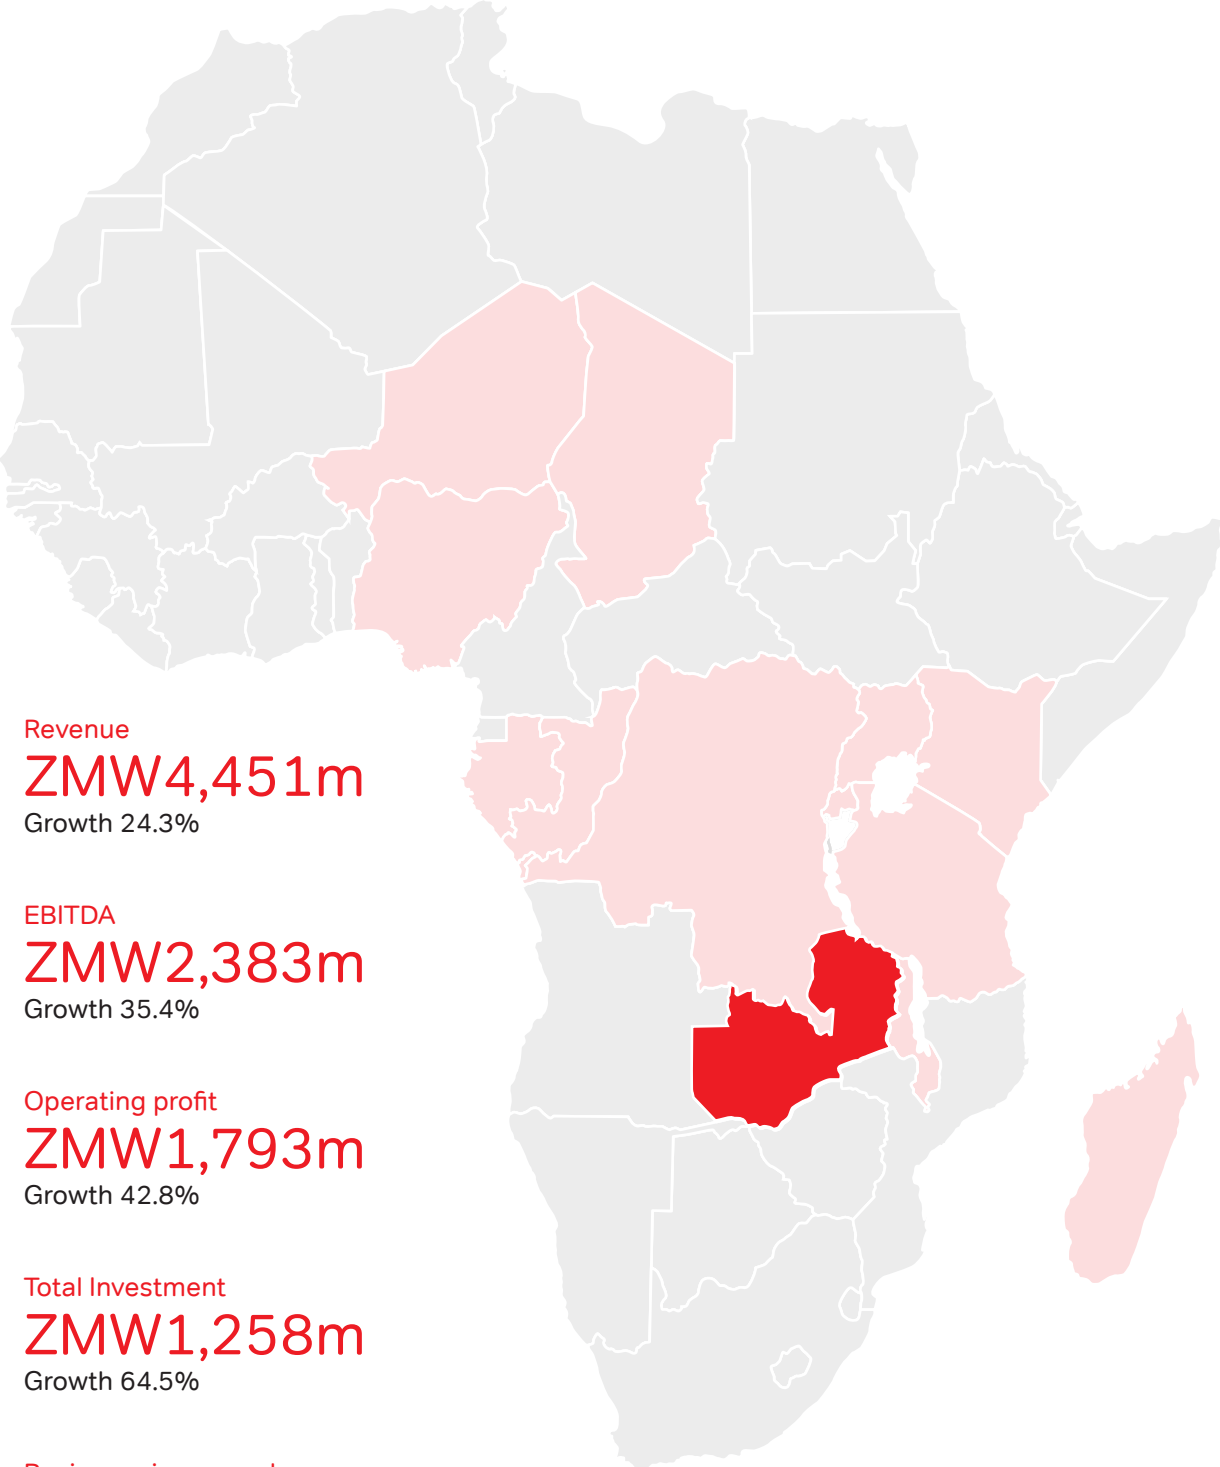 Revenue
ZMW4,451m
Growth 24.3%
EBITDA
ZMW2,383m
Growth 35.4%
Operating profit
ZMW1,793m
Growth 42.8%
Total Investment
ZMW1,258m
Growth 64.5%